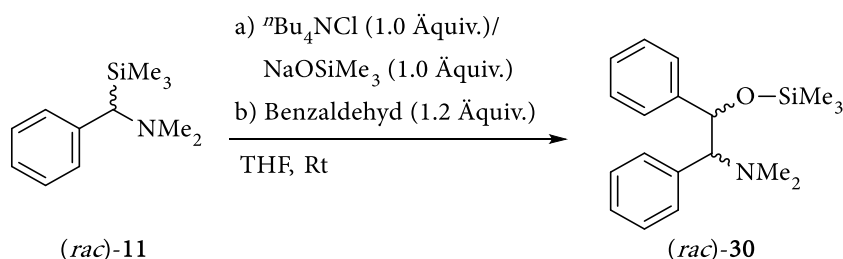 a) ⁿBu₄NCl (1.0 Äquiv.)/
NaOSiMe₃ (1.0 Äquiv.)
b) Benzaldehyd (1.2 Äquiv.)
THF, Rt
SiMe₃
NMe₂
(rac)-11
O–SiMe₃
NMe₂
(rac)-30